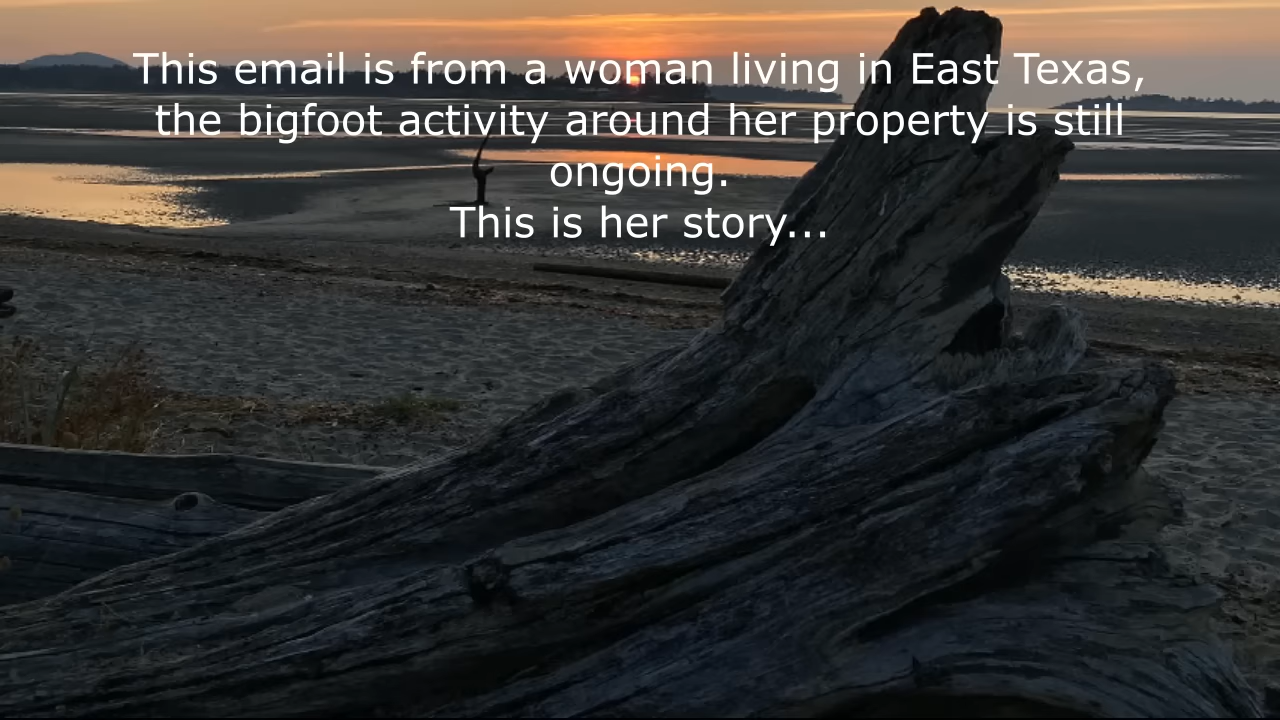 This email is from a woman living in East Texas,
the bigfoot activity around her property is still
ongoing.
This is her story...